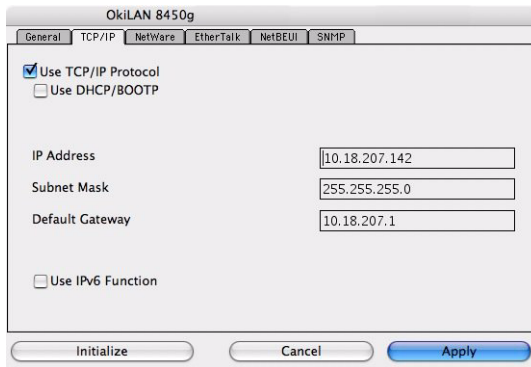 OkiLAN 8450g
General TCP/IP NetWare EtherTalk NetBEUI SNMP
Use TCP/IP Protocol
Use DHCP/BOOTP
IP Address 10.18.207.142
Subnet Mask 255.255.255.0
Default Gateway 10.18.207.1
Use IPv6 Function
Initialize Cancel Apply